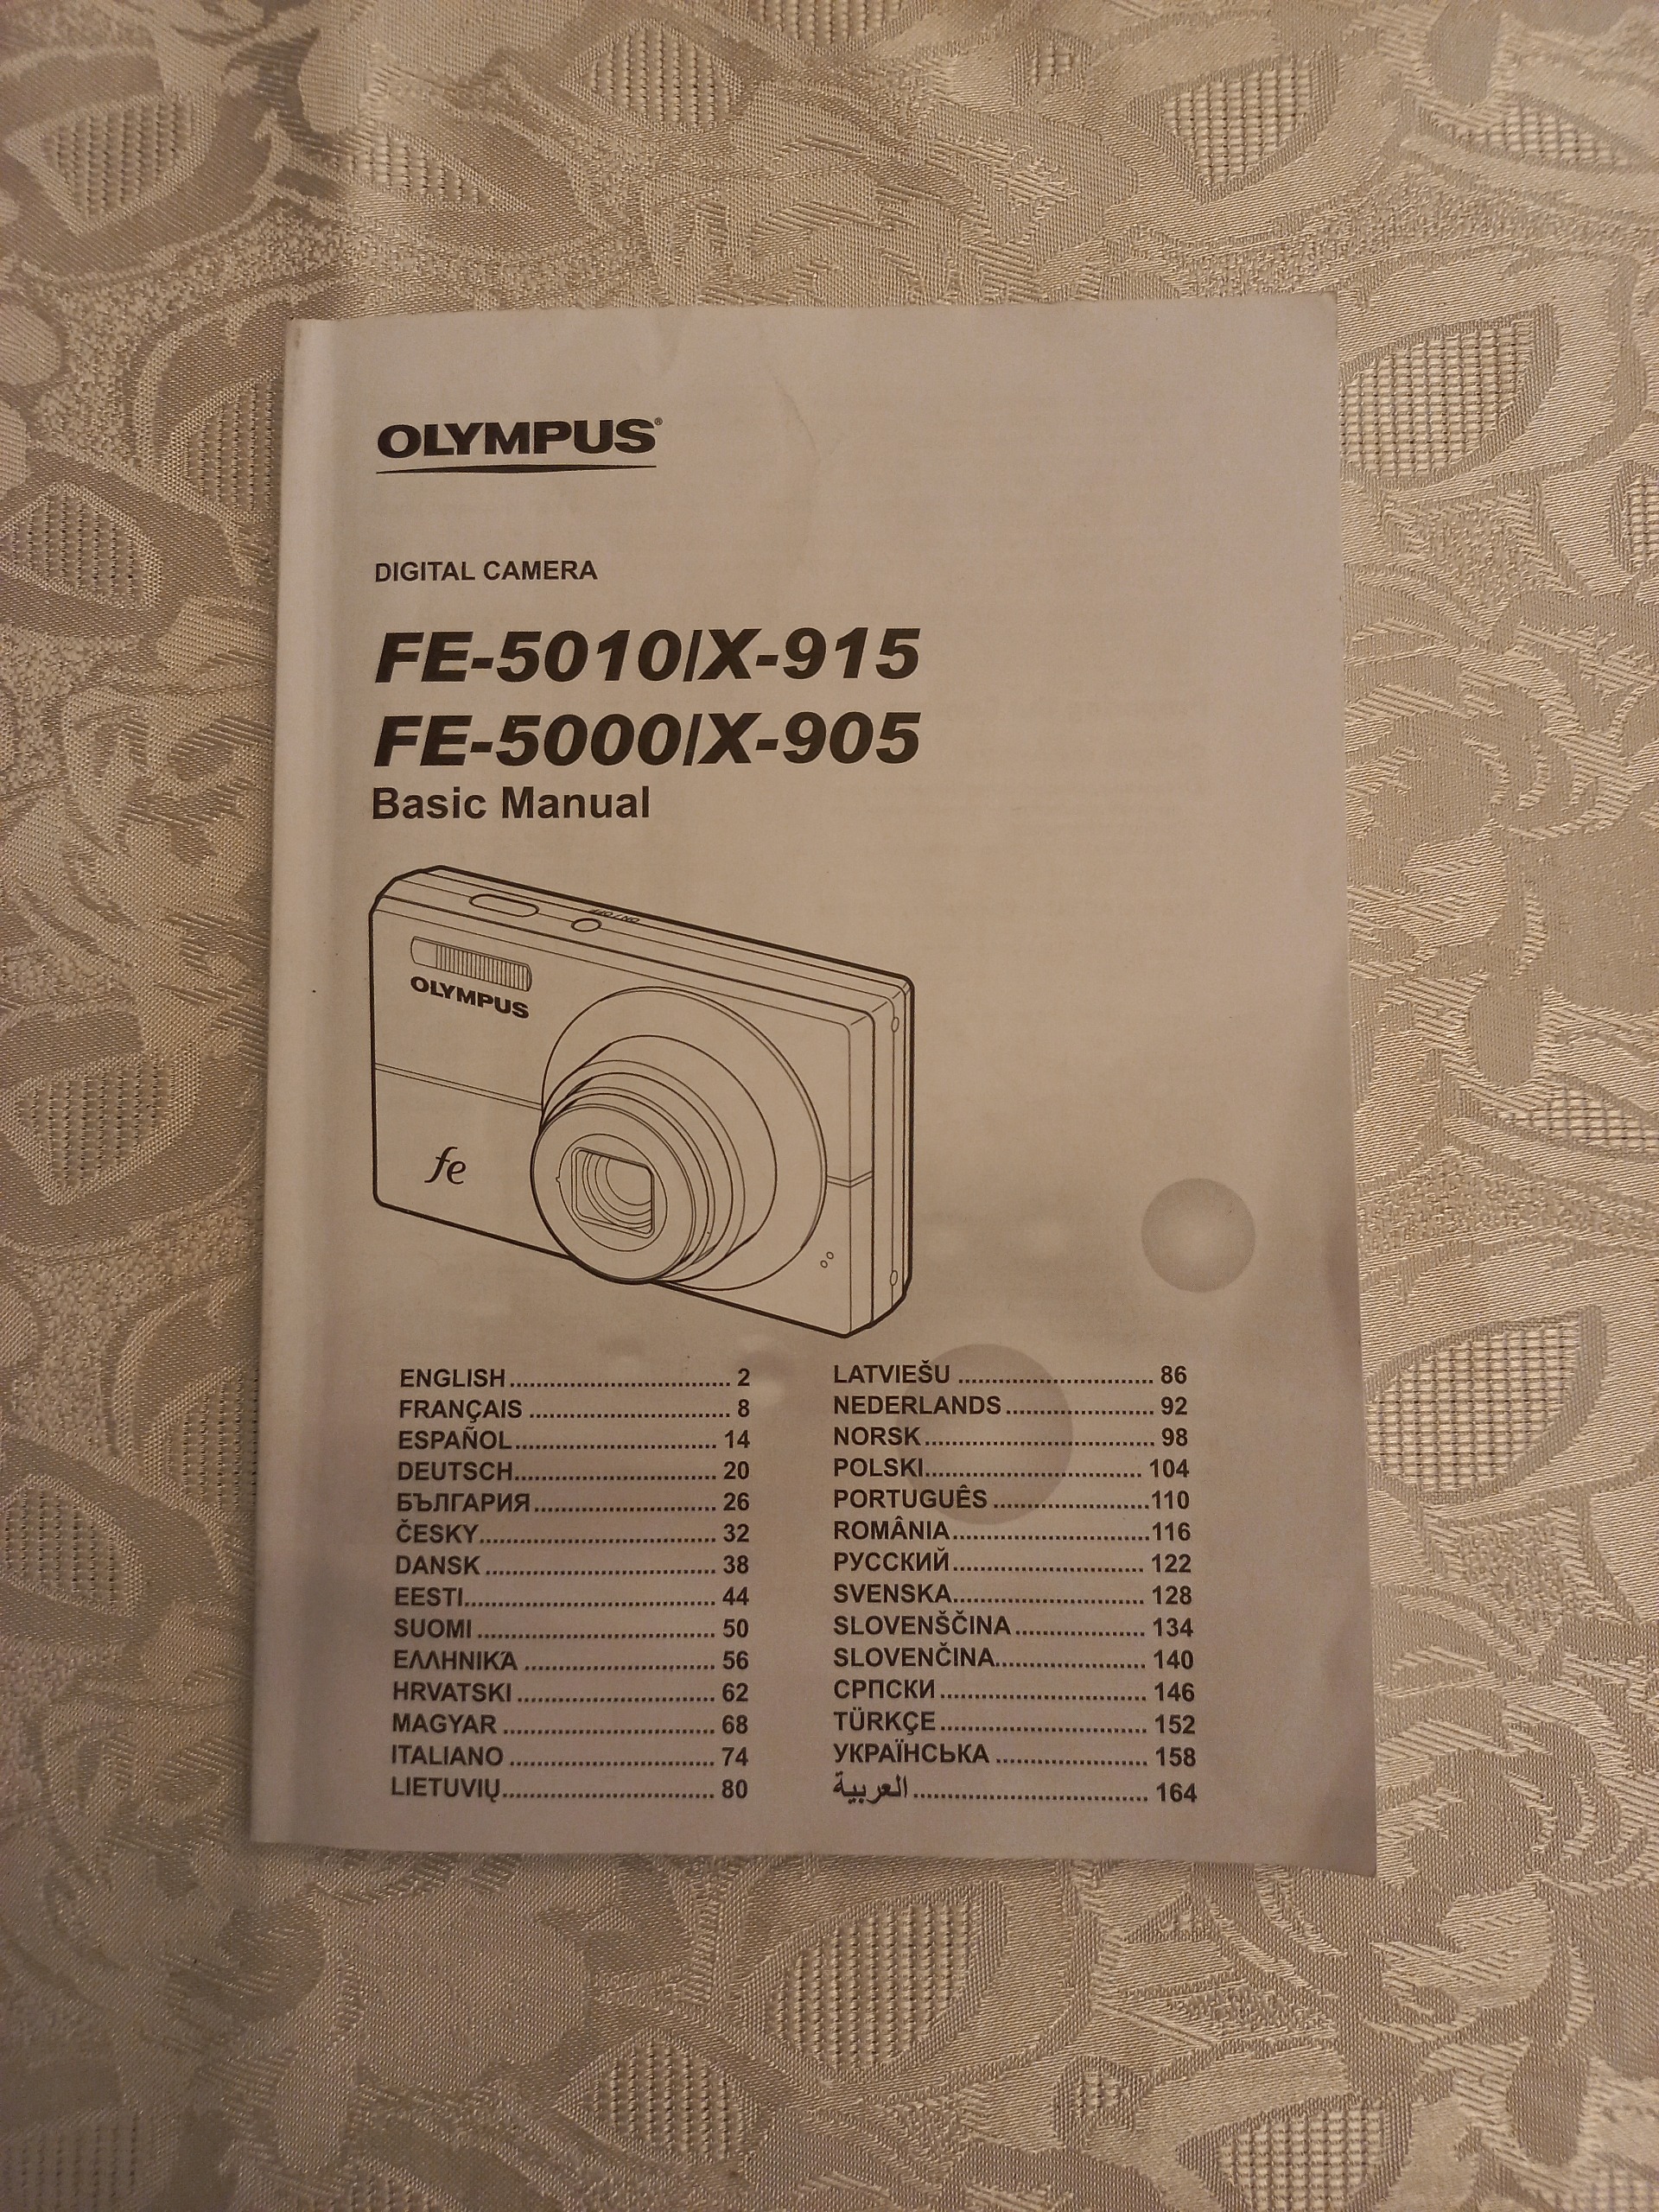 OLYMPUS®
DIGITAL CAMERA
FE-5010/X-915
FE-5000/X-905
Basic Manual
ON / OFF
OLYMPUS
fe
ENGLISH.................................. 2
FRANÇAIS ............................... 8
ESPAÑOL............................... 14
DEUTSCH............................... 20
БЪЛГАРИЯ............................ 26
ČESKY.................................... 32
DANSK ................................... 38
EESTI...................................... 44
SUOMI .................................... 50
ΕΛΛΗΝΙΚΆ ............................. 56
HRVATSKI .............................. 62
MAGYAR ................................ 68
ITALIANO ............................... 74
LIETUVIŲ................................ 80
LATVIEŠU .............................. 86
NEDERLANDS ....................... 92
NORSK ................................... 98
POLSKI................................. 104
PORTUGUÊS ........................110
ROMÂNIA..............................116
РУССКИЙ ............................. 122
SVENSKA............................. 128
SLOVENŠČINA .................... 134
SLOVENČINA....................... 140
СРПСКИ ............................... 146
TÜRKÇE ............................... 152
УКРАЇНСЬКА ....................... 158
العربية ................................... 164